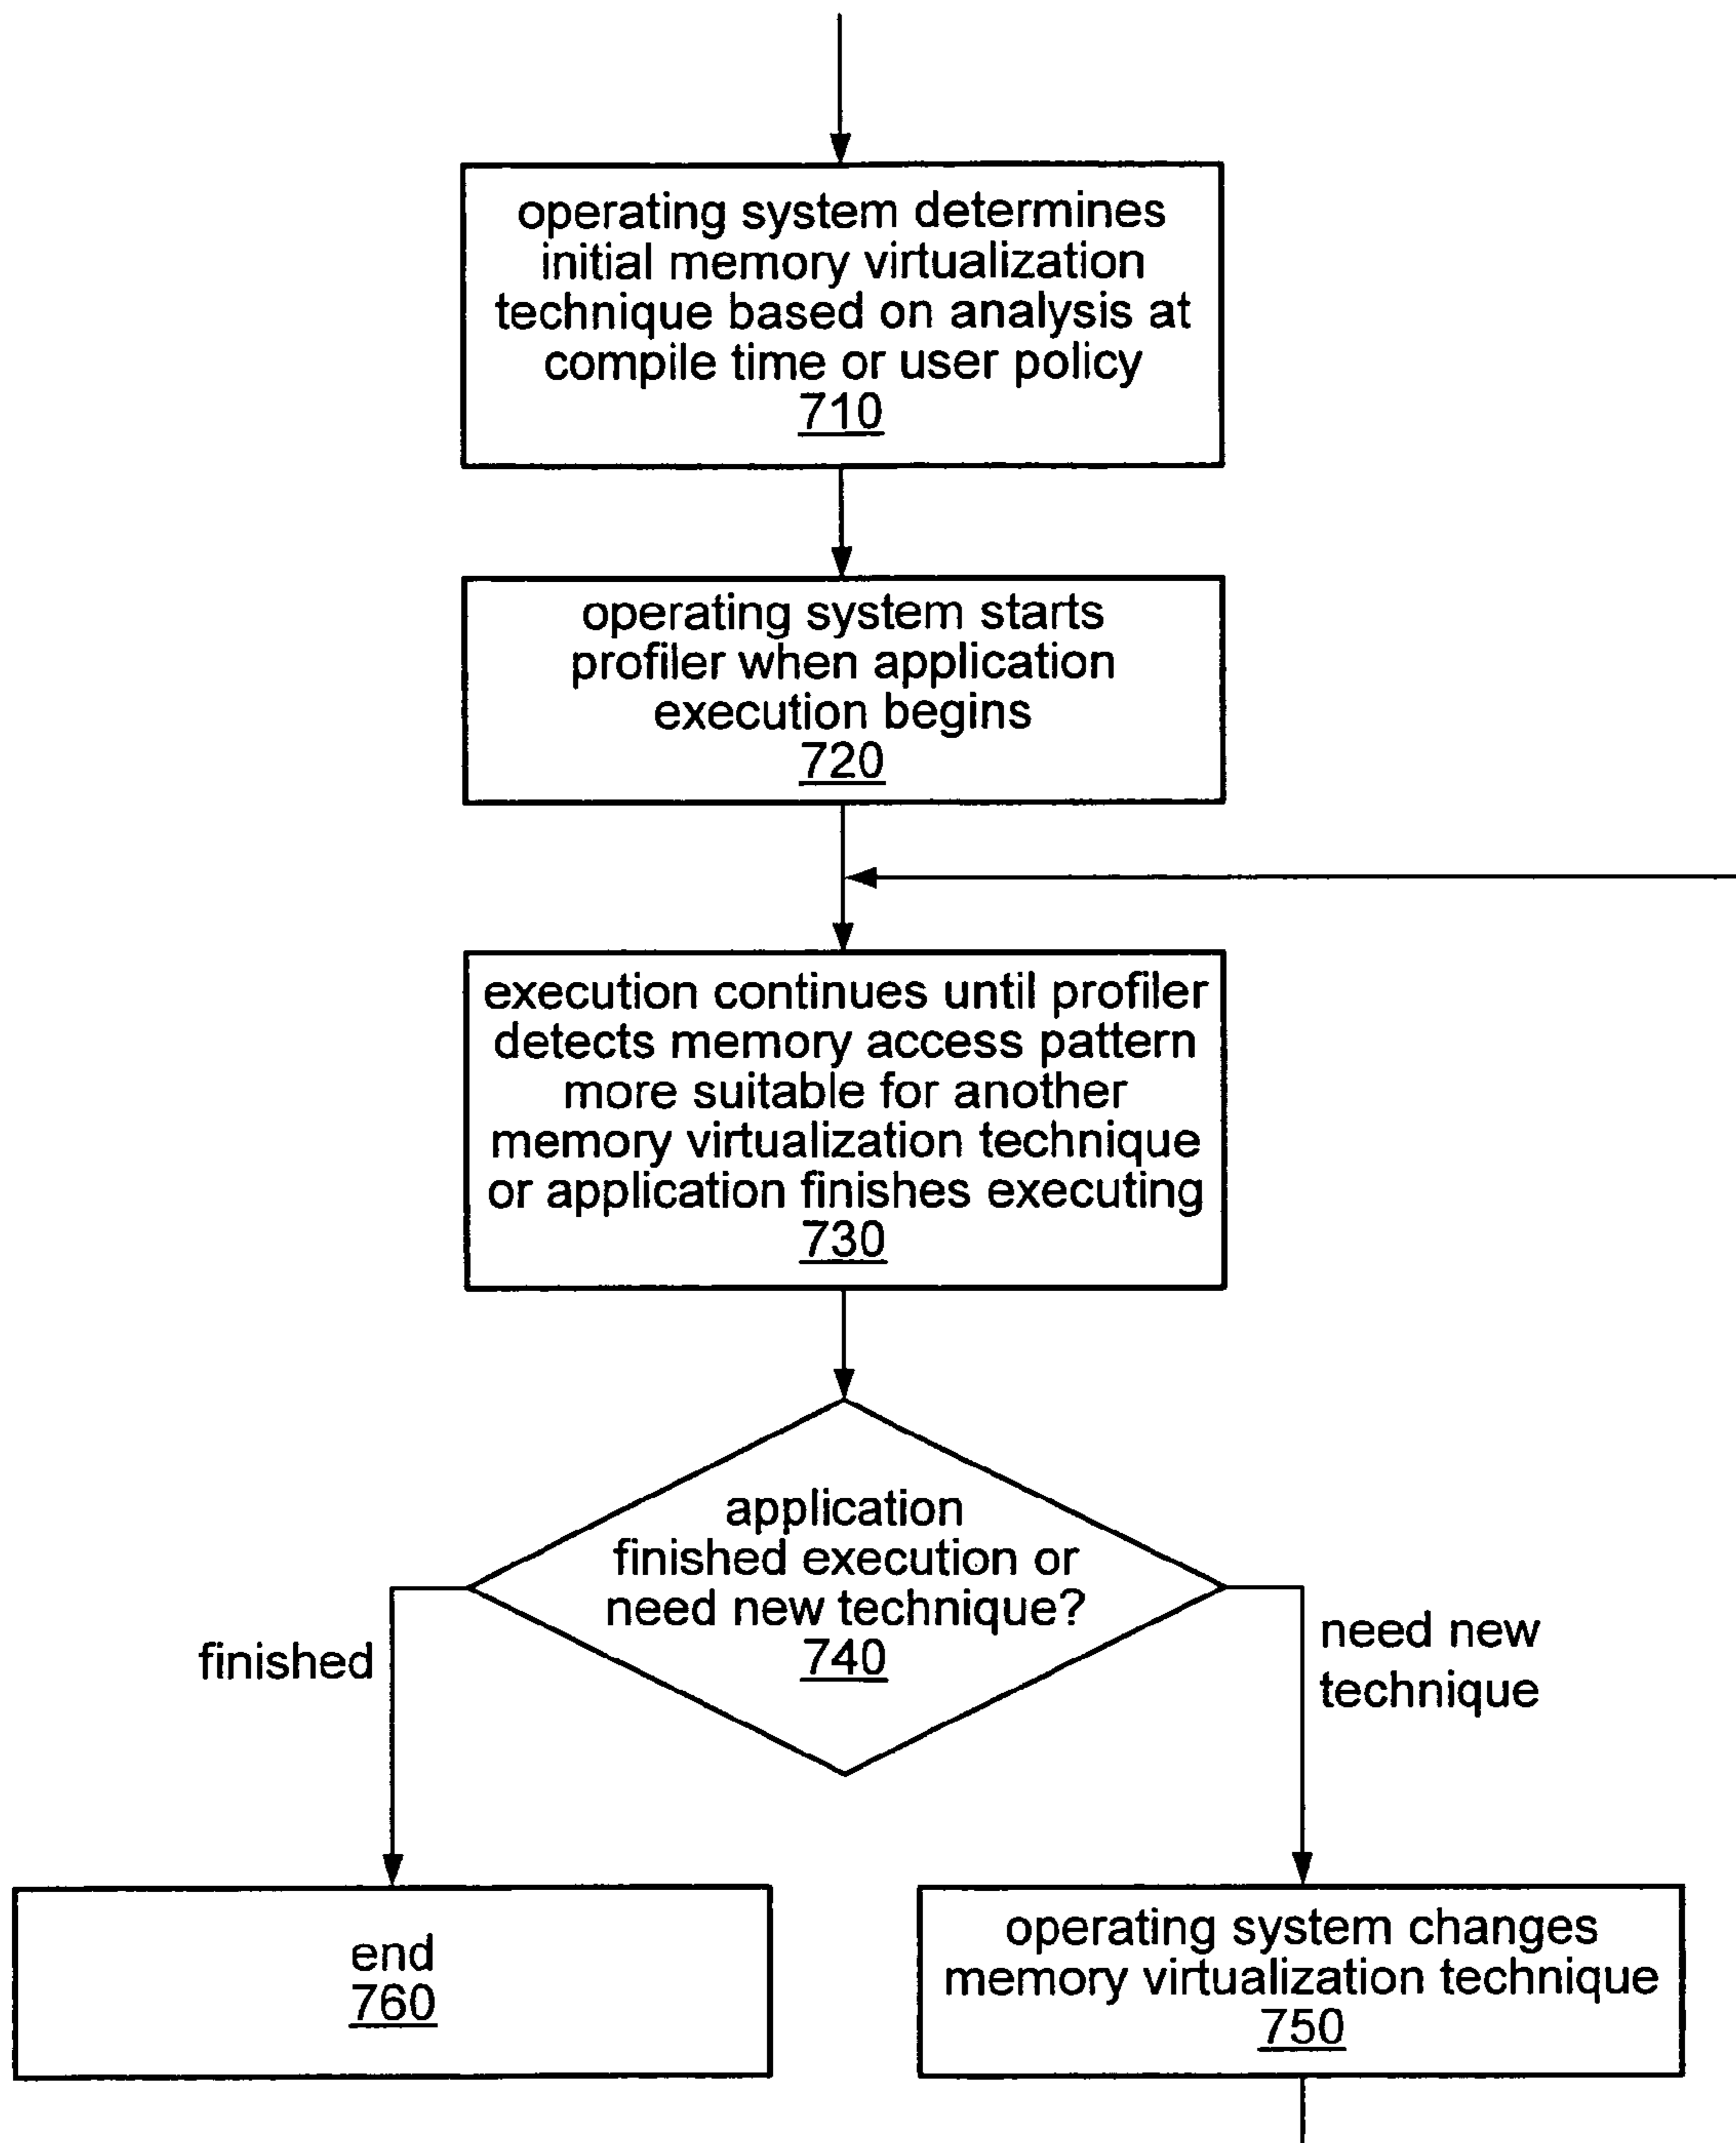 operating system determines
initial memory virtualization
technique based on analysis at
compile time or user policy
710
operating system starts
profiler when application
execution begins
720
execution continues until profiler
detects memory access pattern
more suitable for another
memory virtualization technique
or application finishes executing
730
application
finished execution or
need new technique?
740
finished
need new
technique
end
760
operating system changes
memory virtualization technique
750